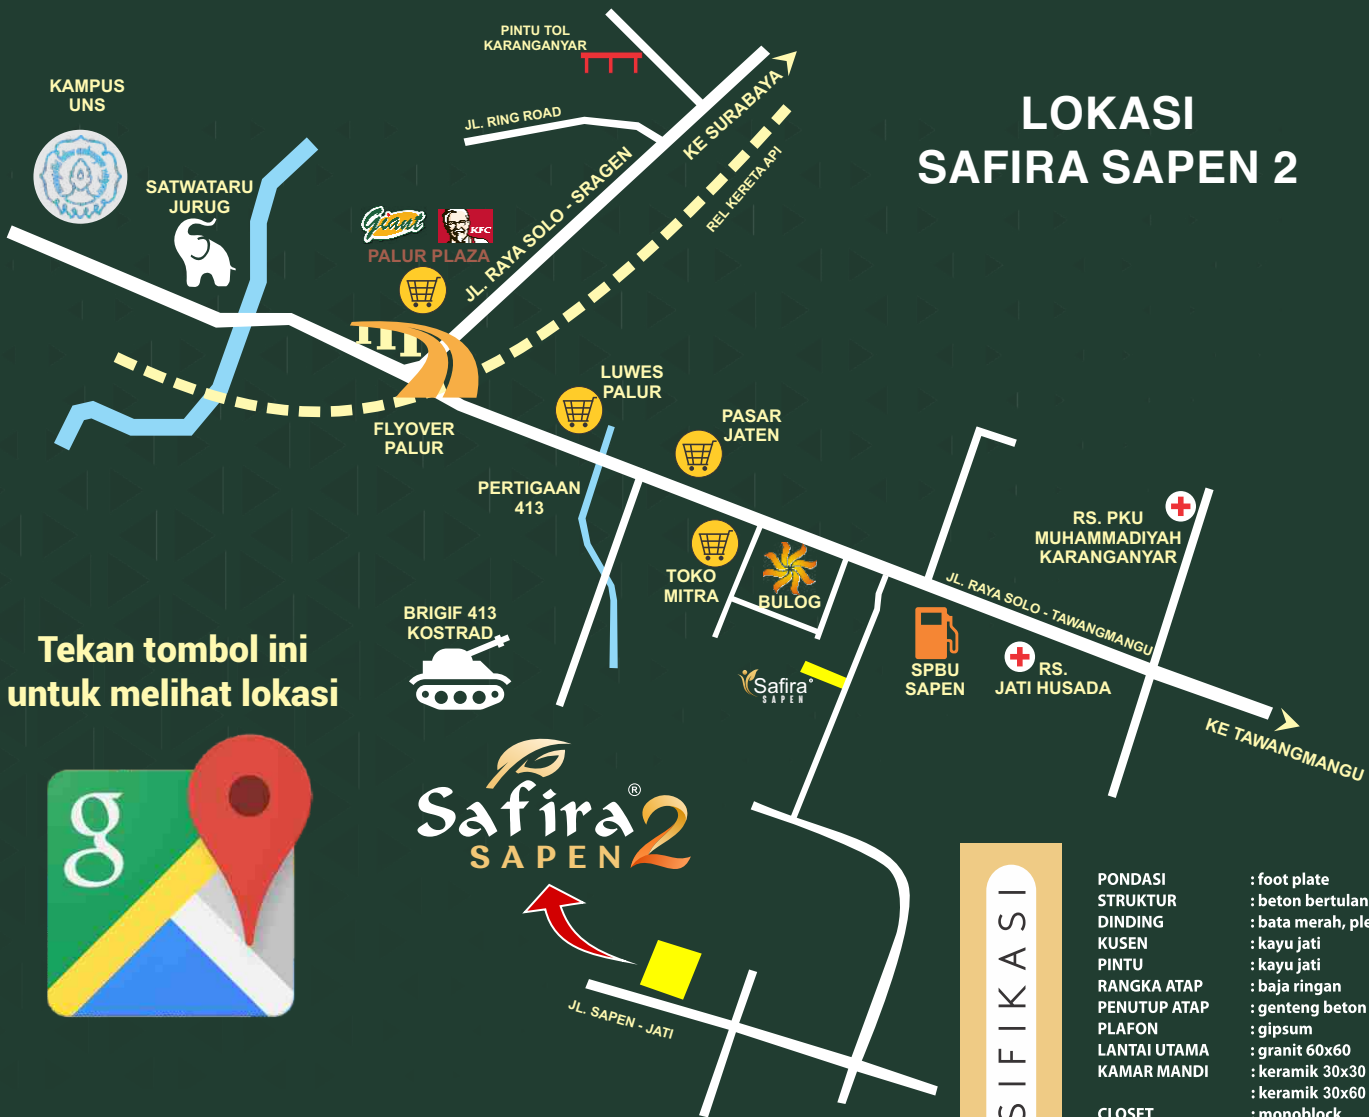 PINTU TOL
KARANGANYAR
KAMPUS
UNS
JL. RING ROAD
KE SURABAYA
LOKASI
SAFIRA SAPEN 2
SATWATARU
JURUG
JL. RAYA SOLO - SRAGEN
REL KERETA API
Giant
KFC
PALUR PLAZA
LUWES
PALUR
FLYOVER
PALUR
PASAR
JATEN
PERTIGAAN
413
RS. PKU
MUHAMMADIYAH
KARANGANYAR
TOKO
MITRA
BULOG
JL. RAYA SOLO - TAWANGMANGU
BRIGIF 413
KOSTRAD
SPBU
SAPEN
RS.
JATI HUSADA
Safira
SAPEN
KE TAWANGMANGU
Tekan tombol ini
untuk melihat lokasi
g
Safira® 2
SAPEN
JL. SAPEN - JATI
SIFIKASI
PONDASI : foot plate
STRUKTUR : beton bertulan
DINDING : bata merah, ple
KUSEN : kayu jati
PINTU : kayu jati
RANGKA ATAP : baja ringan
PENUTUP ATAP : genteng beton
PLAFON : gipsum
LANTAI UTAMA : granit 60x60
KAMAR MANDI : keramik 30x30
: keramik 30x60
CLOSET : monoblock